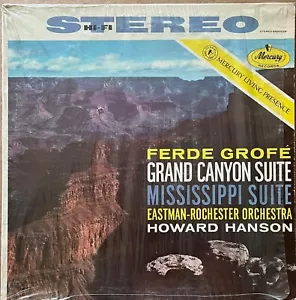 STEREO
HI-FI
MERCURY LIVING PRESENCE
Mercury
FERDE GROFÉ
GRAND CANYON SUITE
MISSISSIPPI SUITE
EASTMAN-ROCHESTER ORCHESTRA
HOWARD HANSON